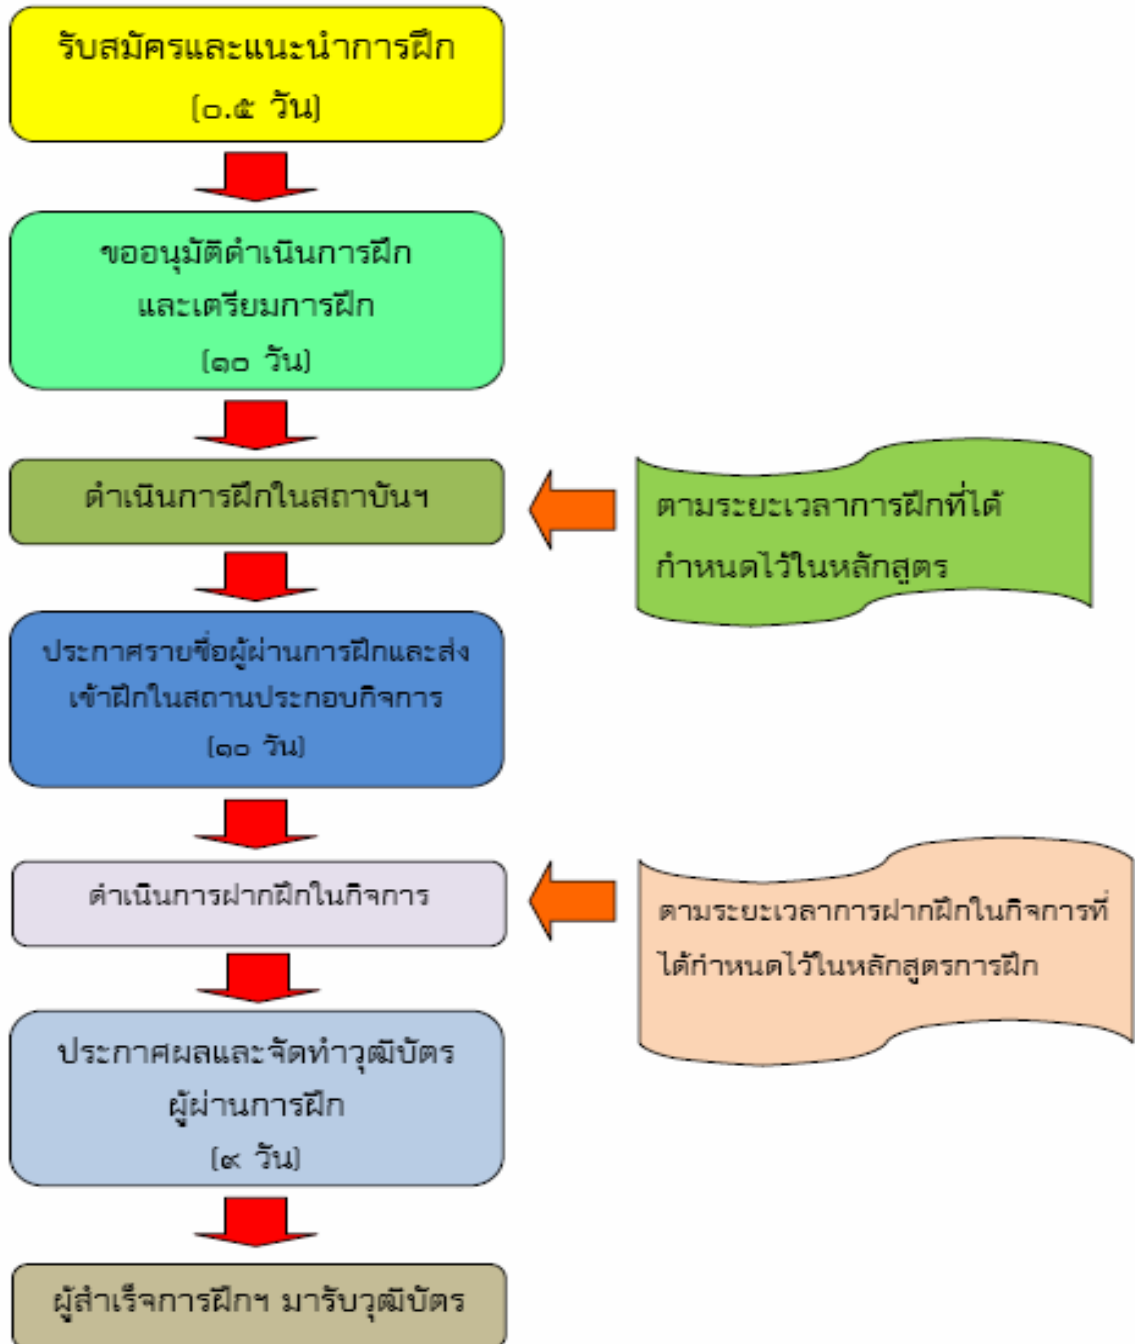 รับสมัครและแนะนำการฝึก
(๐.๕ วัน)
ขออนุมัติดำเนินการฝึก
และเตรียมการฝึก
(๑๐ วัน)
ดำเนินการฝึกในสถาบันฯ
ตามระยะเวลาการฝึกที่ได้
กำหนดไว้ในหลักสูตร
ประกาศรายชื่อผู้ผ่านการฝึกและส่ง
เข้าฝึกในสถานประกอบกิจการ
(๑๐ วัน)
ดำเนินการฝากฝึกในกิจการ
ตามระยะเวลาการฝากฝึกในกิจการที่
ได้กำหนดไว้ในหลักสูตรการฝึก
ประกาศผลและจัดทำวุฒิบัตร
ผู้ผ่านการฝึก
(๙ วัน)
ผู้สำเร็จการฝึกฯ มารับวุฒิบัตร